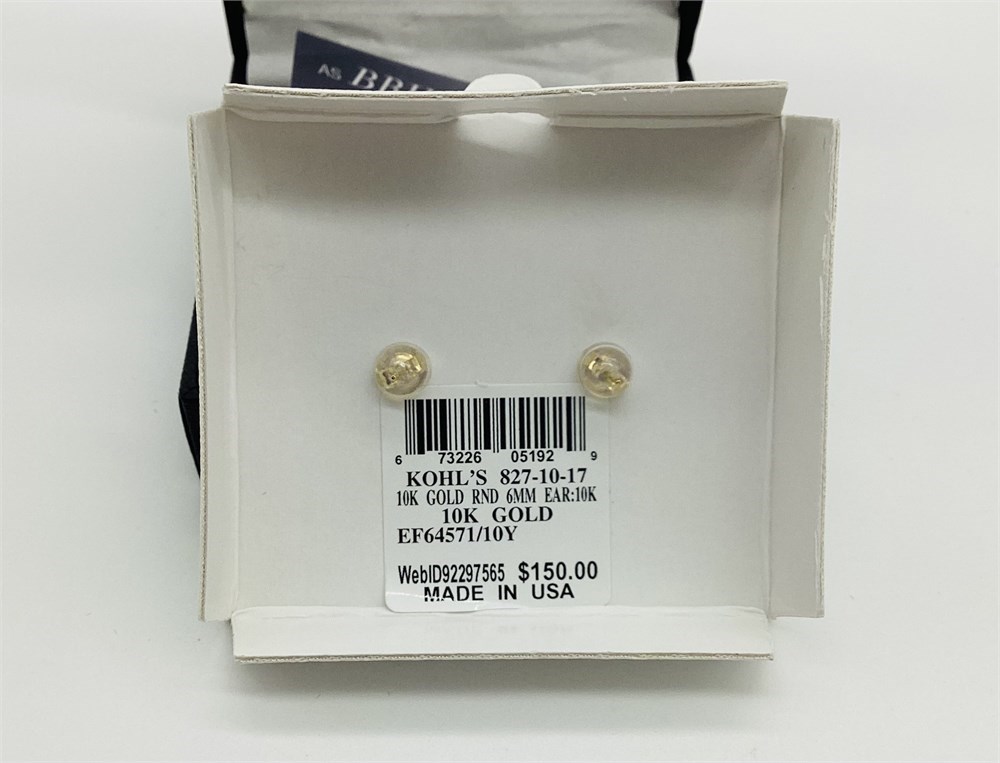 AS
6 73226 05192 9
KOHL'S 827-10-17
10K GOLD RND 6MM EAR:10K
10K GOLD
EF64571/10Y
WebID92297565 $150.00
MADE IN USA